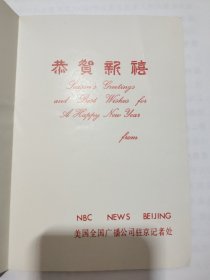 恭贺新禧
Season's Greetings
and Best Wishes for
A Happy New Year
from
NBC NEWS BEIJING
美国全国广播公司驻京记者处